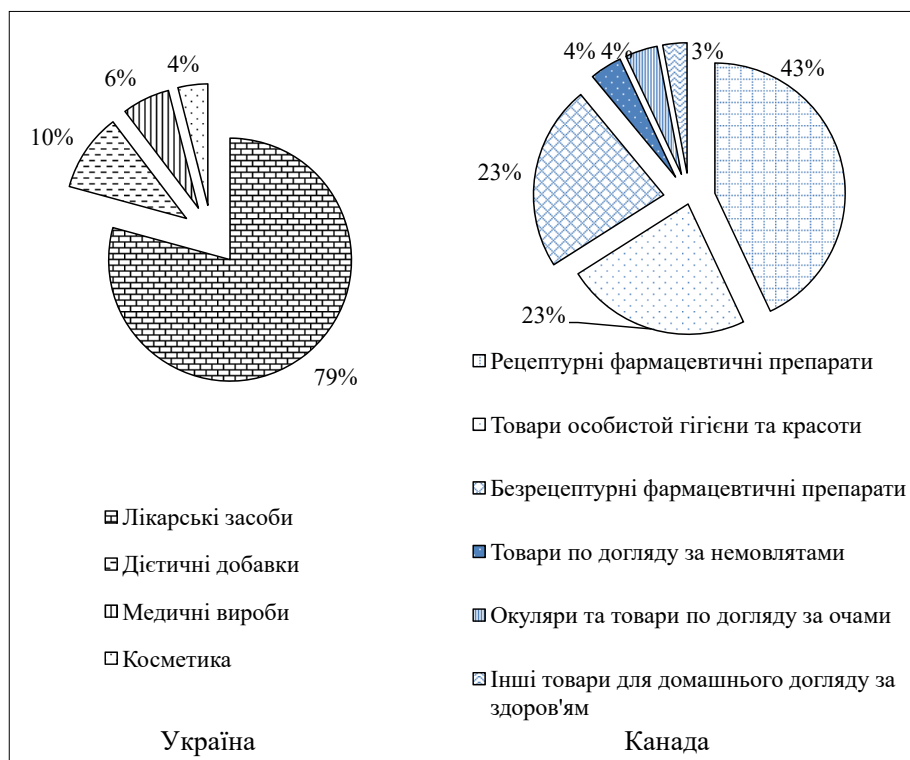 4%
6%
10%
79%
Лікарські засоби
Дієтичні добавки
Медичні вироби
Косметика
Україна
4%
4%
3%
43%
23%
23%
Рецептурні фармацевтичні препарати
Товари особистої гігієни та красоти
Безрецептурні фармацевтичні препарати
Товари по догляду за немовлятами
Окуляри та товари по догляду за очами
Інші товари для домашнього догляду за
здоров'ям
Канада